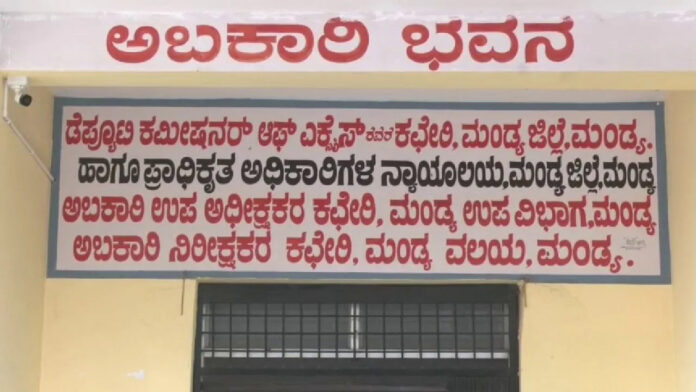 ಅಬಕಾರಿ ಭವನ
ಡೆಪ್ಯೂಟಿ ಕಮೀಷನರ್ ಆಫ್ ಎಕ್ಸೈಸ್ ರವರ ಕಛೇರಿ, ಮಂಡ್ಯ ಜಿಲ್ಲೆ, ಮಂಡ್ಯ.
ಹಾಗೂ ಪ್ರಾಧಿಕೃತ ಅಧಿಕಾರಿಗಳ ನ್ಯಾಯಾಲಯ, ಮಂಡ್ಯ ಜಿಲ್ಲೆ, ಮಂಡ್ಯ
ಅಬಕಾರಿ ಉಪ ಅಧೀಕ್ಷಕರ ಕಛೇರಿ, ಮಂಡ್ಯ ಉಪ ವಿಭಾಗ, ಮಂಡ್ಯ
ಅಬಕಾರಿ ನಿರೀಕ್ಷಕರ ಕಛೇರಿ, ಮಂಡ್ಯ ವಲಯ, ಮಂಡ್ಯ.